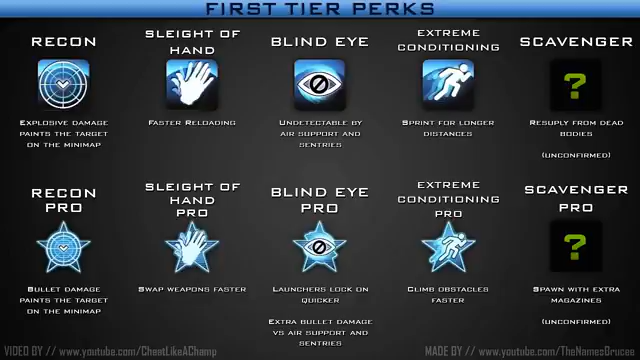 FIRST TIER PERKS
RECON
SLEIGHT OF
HAND
BLIND EYE
EXTREME
CONDITIONING
SCAVENGER
?
EXPLOSIVE DAMAGE
PAINTS THE TARGET
ON THE MINIMAP
FASTER RELOADING
UNDETECTABLE BY
AIR SUPPORT AND
SENTRIES
SPRINT FOR LONGER
DISTANCES
RESUPLY FROM DEAD
BODIES
(UNCONFIRMED)
RECON
PRO
SLEIGHT OF
HAND
PRO
BLIND EYE
PRO
EXTREME
CONDITIONING
PRO
SCAVENGER
PRO
?
BULLET DAMAGE
PAINTS THE TARGET
ON THE MINIMAP
SWAP WEAPONS FASTER
LAUNCHERS LOCK ON
QUICKER
EXTRA BULLET DAMAGE
VS AIR SUPPORT AND
SENTRIES
CLIMB OBSTACLES
FASTER
SPAWN WITH EXTRA
MAGAZINES
(UNCONFIRMED)
VIDEO BY // www.youtube.com/CheatLikeAChamp
MADE BY // www.youtube.com/TheNamesDrucee